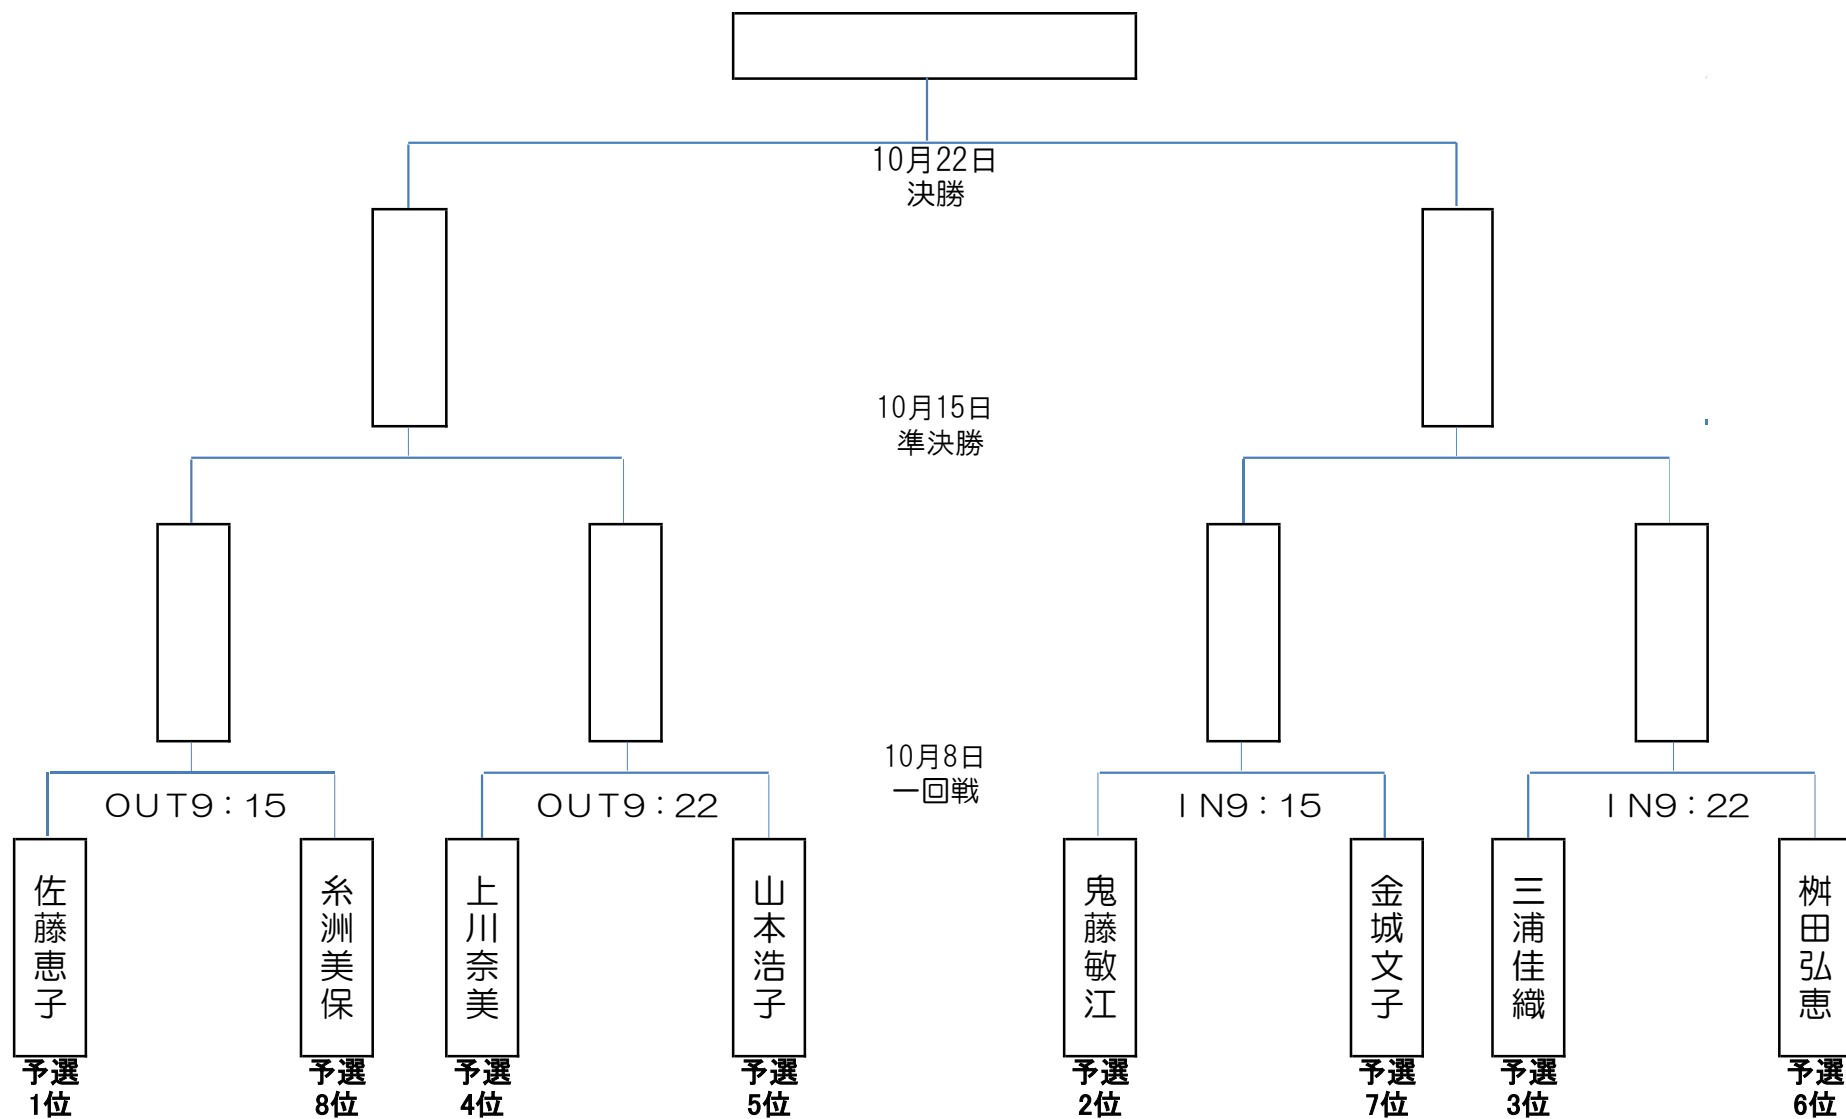 10月22日
決勝
10月15日
準決勝
10月8日
一回戦
OUT9：15
OUT9：22
IN9：15
IN9：22
佐藤恵子
糸洲美保
上川奈美
山本浩子
鬼藤敏江
金城文子
三浦佳織
桝田弘恵
予選
1位
予選
8位
予選
4位
予選
5位
予選
2位
予選
7位
予選
3位
予選
6位